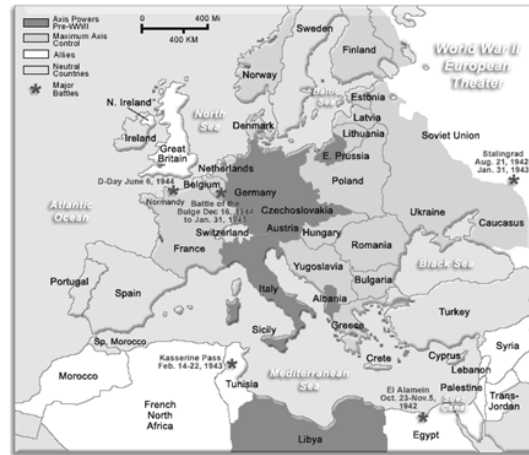 Axis Powers
Pre-WWII
Maximum Axis
Control
Allies
Neutral
Countries
Major
Battles
0 400 Mi
0 400 KM
World War II
European
Theater
Sweden
Finland
Norway
Baltic
Sea
Estonia
Latvia
Lithuania
Soviet Union
N. Ireland
Ireland
Great
Britain
North
Sea
Denmark
E. Prussia
Stalingrad
Aug. 21, 1942
Jan. 31, 1943
Netherlands
D-Day June 6, 1944
Belgium
Germany
Poland
Normandy
Battle of the
Bulge Dec 16, 1944
to Jan. 31, 1945
Czechoslovakia
Ukraine
Atlantic
Ocean
Caucasus
Switzerland
Austria
Hungary
France
Romania
Black Sea
Yugoslavia
Bulgaria
Portugal
Spain
Italy
Albania
Turkey
Greece
Sicily
Sp. Morocco
Kasserine Pass
Feb. 14-22, 1943
Crete
Cyprus
Syria
Lebanon
Mediterranean
Sea
Morocco
Tunisia
El Alamein
Oct. 23-Nov.5,
1942
Palestine
Suez
Canal
Trans-
Jordan
French
North
Africa
Libya
Egypt